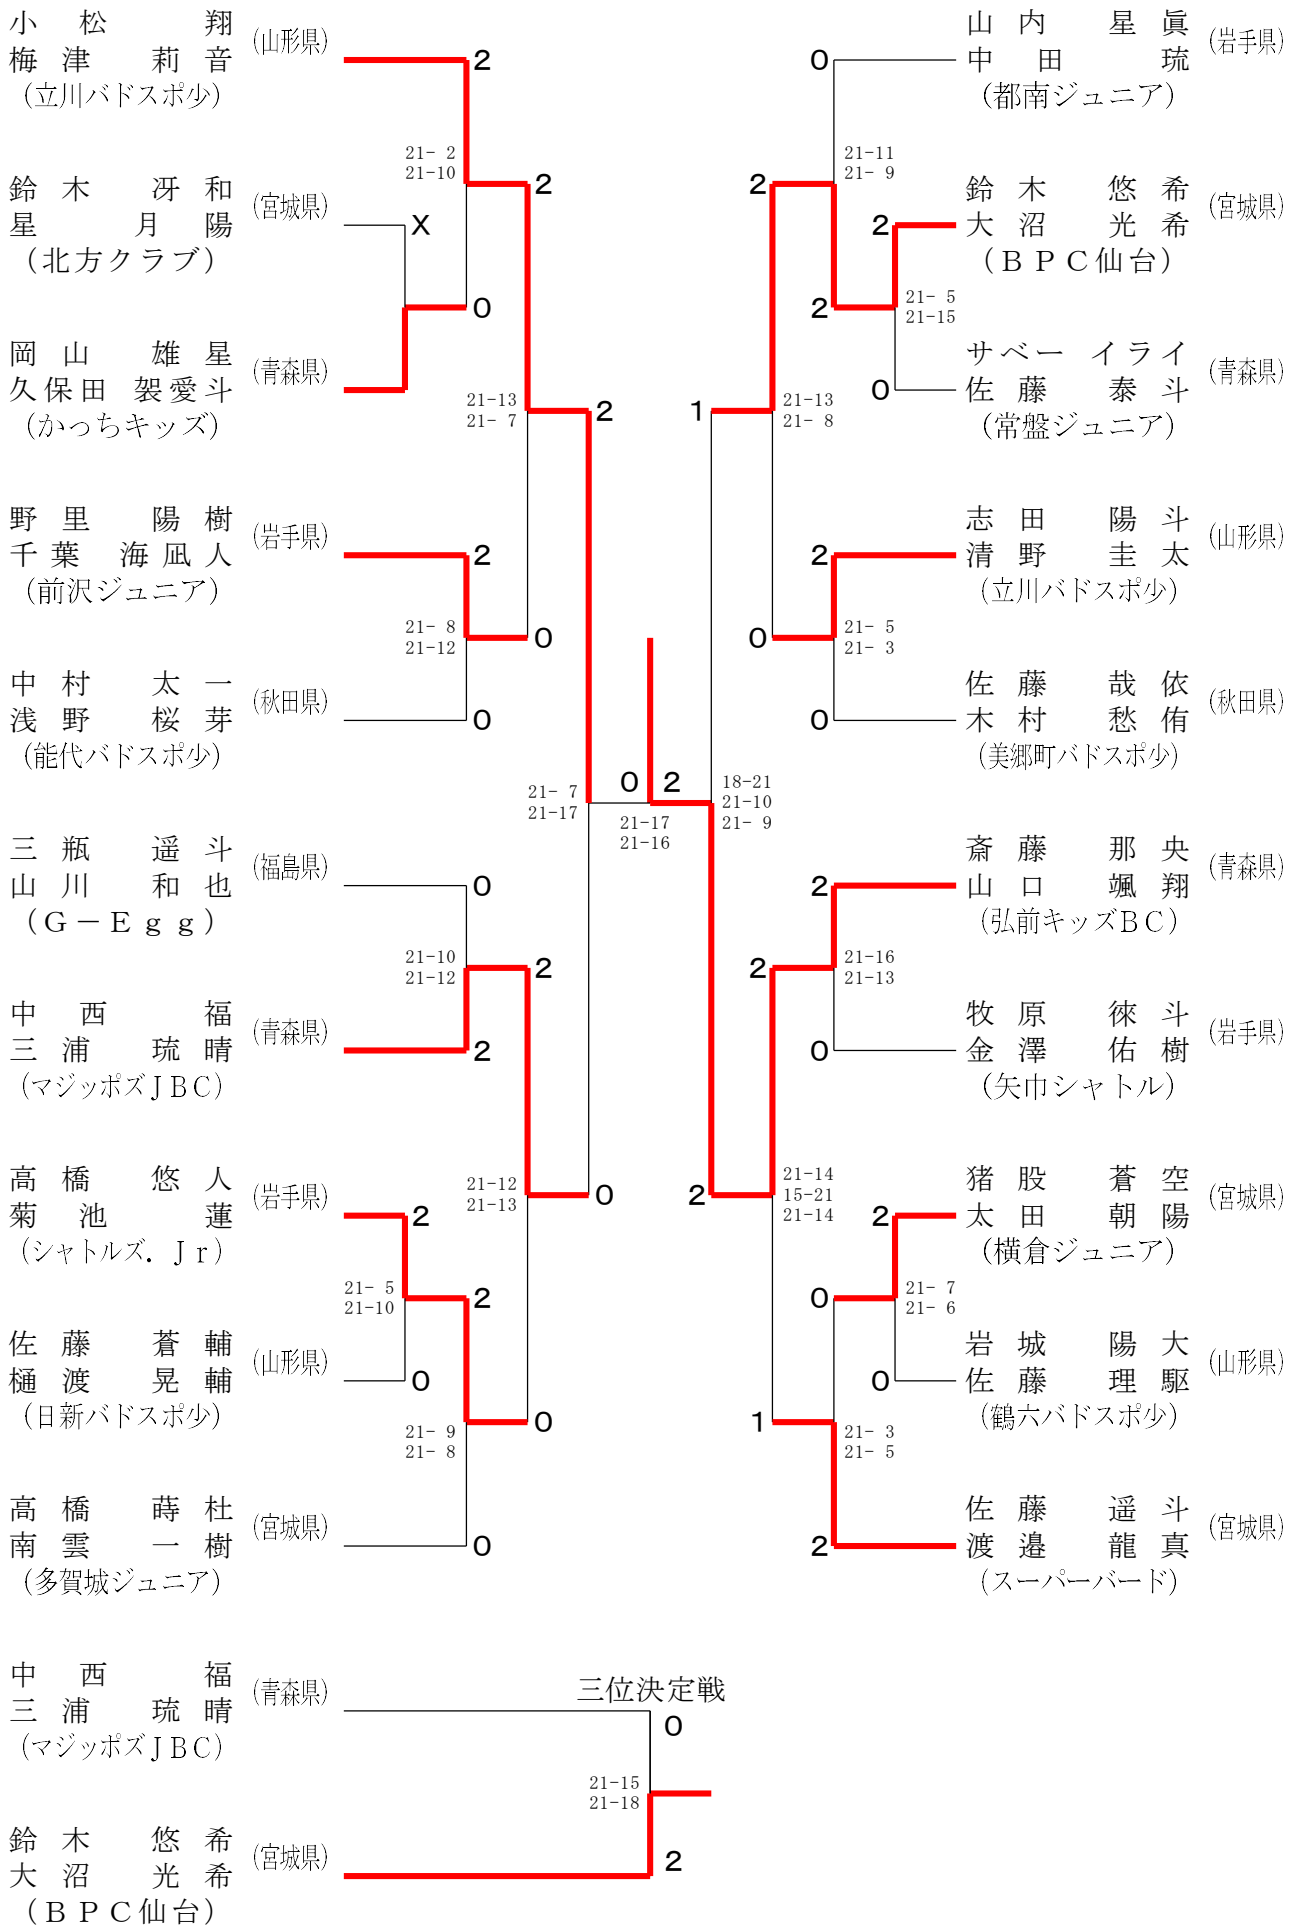 小松 翔
梅津 莉音
(立川バドスポ少)
(山形県)
鈴木 冴和
星 月陽
(北方クラブ)
(宮城県)
岡山 雄星
久保田 袈愛斗
(かっちキッズ)
(青森県)
野里 陽樹
千葉 海凪人
(前沢ジュニア)
(岩手県)
中村 太一
浅野 桜芽
(能代バドスポ少)
(秋田県)
三瓶 遥斗
山川 和也
(G-Egg)
(福島県)
中西 福
三浦 琉晴
(マジッポズJBC)
(青森県)
高橋 悠人
菊池 蓮
(シャトルズ．Jr)
(岩手県)
佐藤 蒼輔
樋渡 晃輔
(日新バドスポ少)
(山形県)
高橋 蒔杜
南雲 一樹
(多賀城ジュニア)
(宮城県)
2
X
0
21- 2
21-10
2
2
0
21- 8
21-12
0
21-13
21- 7
2
0
2
21-10
21-12
2
2
0
21- 5
21-10
2
0
21- 9
21- 8
0
21-12
21-13
0
21- 7
21-17
0
2
21-17
21-16
山内 星眞
中田 琉
(都南ジュニア)
(岩手県)
鈴木 悠希
大沼 光希
(BPC仙台)
(宮城県)
サベー イライ
佐藤 泰斗
(常盤ジュニア)
(青森県)
志田 陽斗
清野 圭太
(立川バドスポ少)
(山形県)
佐藤 哉依
木村 愁侑
(美郷町バドスポ少)
(秋田県)
斎藤 那央
山口 颯翔
(弘前キッズBC)
(青森県)
牧原 徠斗
金澤 佑樹
(矢巾シャトル)
(岩手県)
猪股 蒼空
太田 朝陽
(横倉ジュニア)
(宮城県)
岩城 陽大
佐藤 理駆
(鶴六バドスポ少)
(山形県)
佐藤 遥斗
渡邉 龍真
(スーパーバード)
(宮城県)
0
2
0
21- 5
21-15
2
21-11
21- 9
2
2
0
21- 5
21- 3
0
21-13
21- 8
1
2
0
21-16
21-13
2
2
0
21- 7
21- 6
0
2
21- 3
21- 5
1
21-14
15-21
21-14
2
18-21
21-10
21- 9
三位決定戦
中西 福
三浦 琉晴
(マジッポズJBC)
(青森県)
鈴木 悠希
大沼 光希
(BPC仙台)
(宮城県)
0
21-15
21-18
2